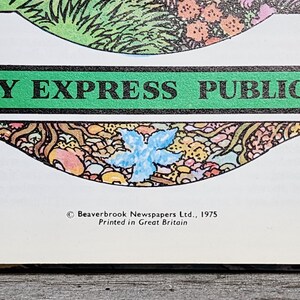 Y EXPRESS PUBLIC
© Beaverbrook Newspapers Ltd., 1975
Printed in Great Britain